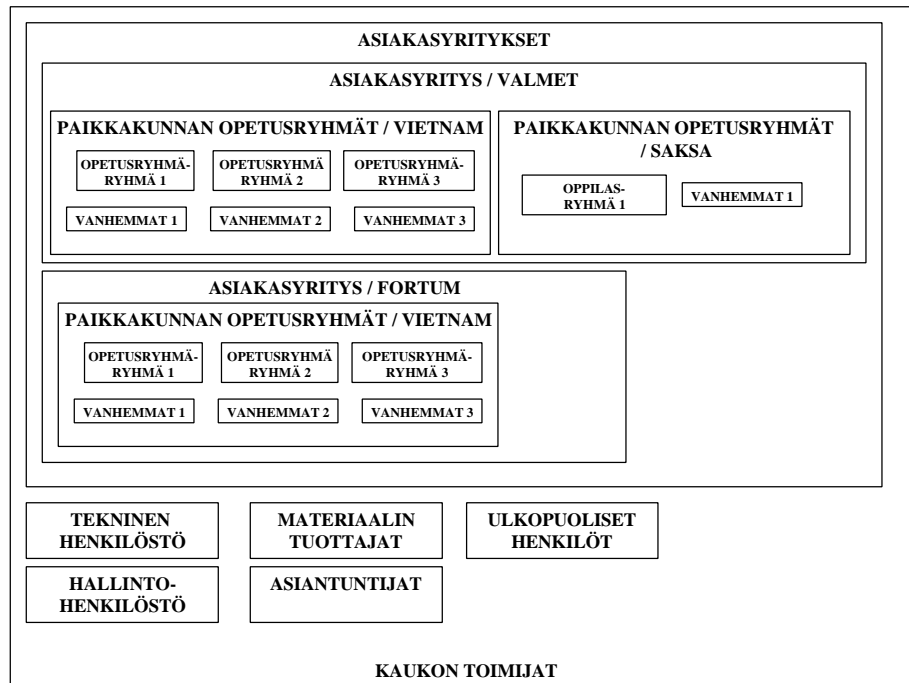 ASIAKASYRITYKSET
ASIAKASYRITYS / VALMET
PAIKKAKUNNAN OPETUSRYHMÄT / VIETNAM
OPETUSRYHMÄ-
RYHMÄ 1
OPETUSRYHMÄ
RYHMÄ 2
OPETUSRYHMÄ-
RYHMÄ 3
VANHEMMAT 1
VANHEMMAT 2
VANHEMMAT 3
PAIKKAKUNNAN OPETUSRYHMÄT
/ SAKSA
OPPILAS-
RYHMÄ 1
VANHEMMAT 1
ASIAKASYRITYS / FORTUM
PAIKKAKUNNAN OPETUSRYHMÄT / VIETNAM
OPETUSRYHMÄ-
RYHMÄ 1
OPETUSRYHMÄ
RYHMÄ 2
OPETUSRYHMÄ-
RYHMÄ 3
VANHEMMAT 1
VANHEMMAT 2
VANHEMMAT 3
TEKNINEN
HENKILÖSTÖ
MATERIAALIN
TUOTTAJAT
ULKOPUOLISET
HENKILÖT
HALLINTO-
HENKILÖSTÖ
ASIANTUNTIJAT
KAUKON TOIMIJAT